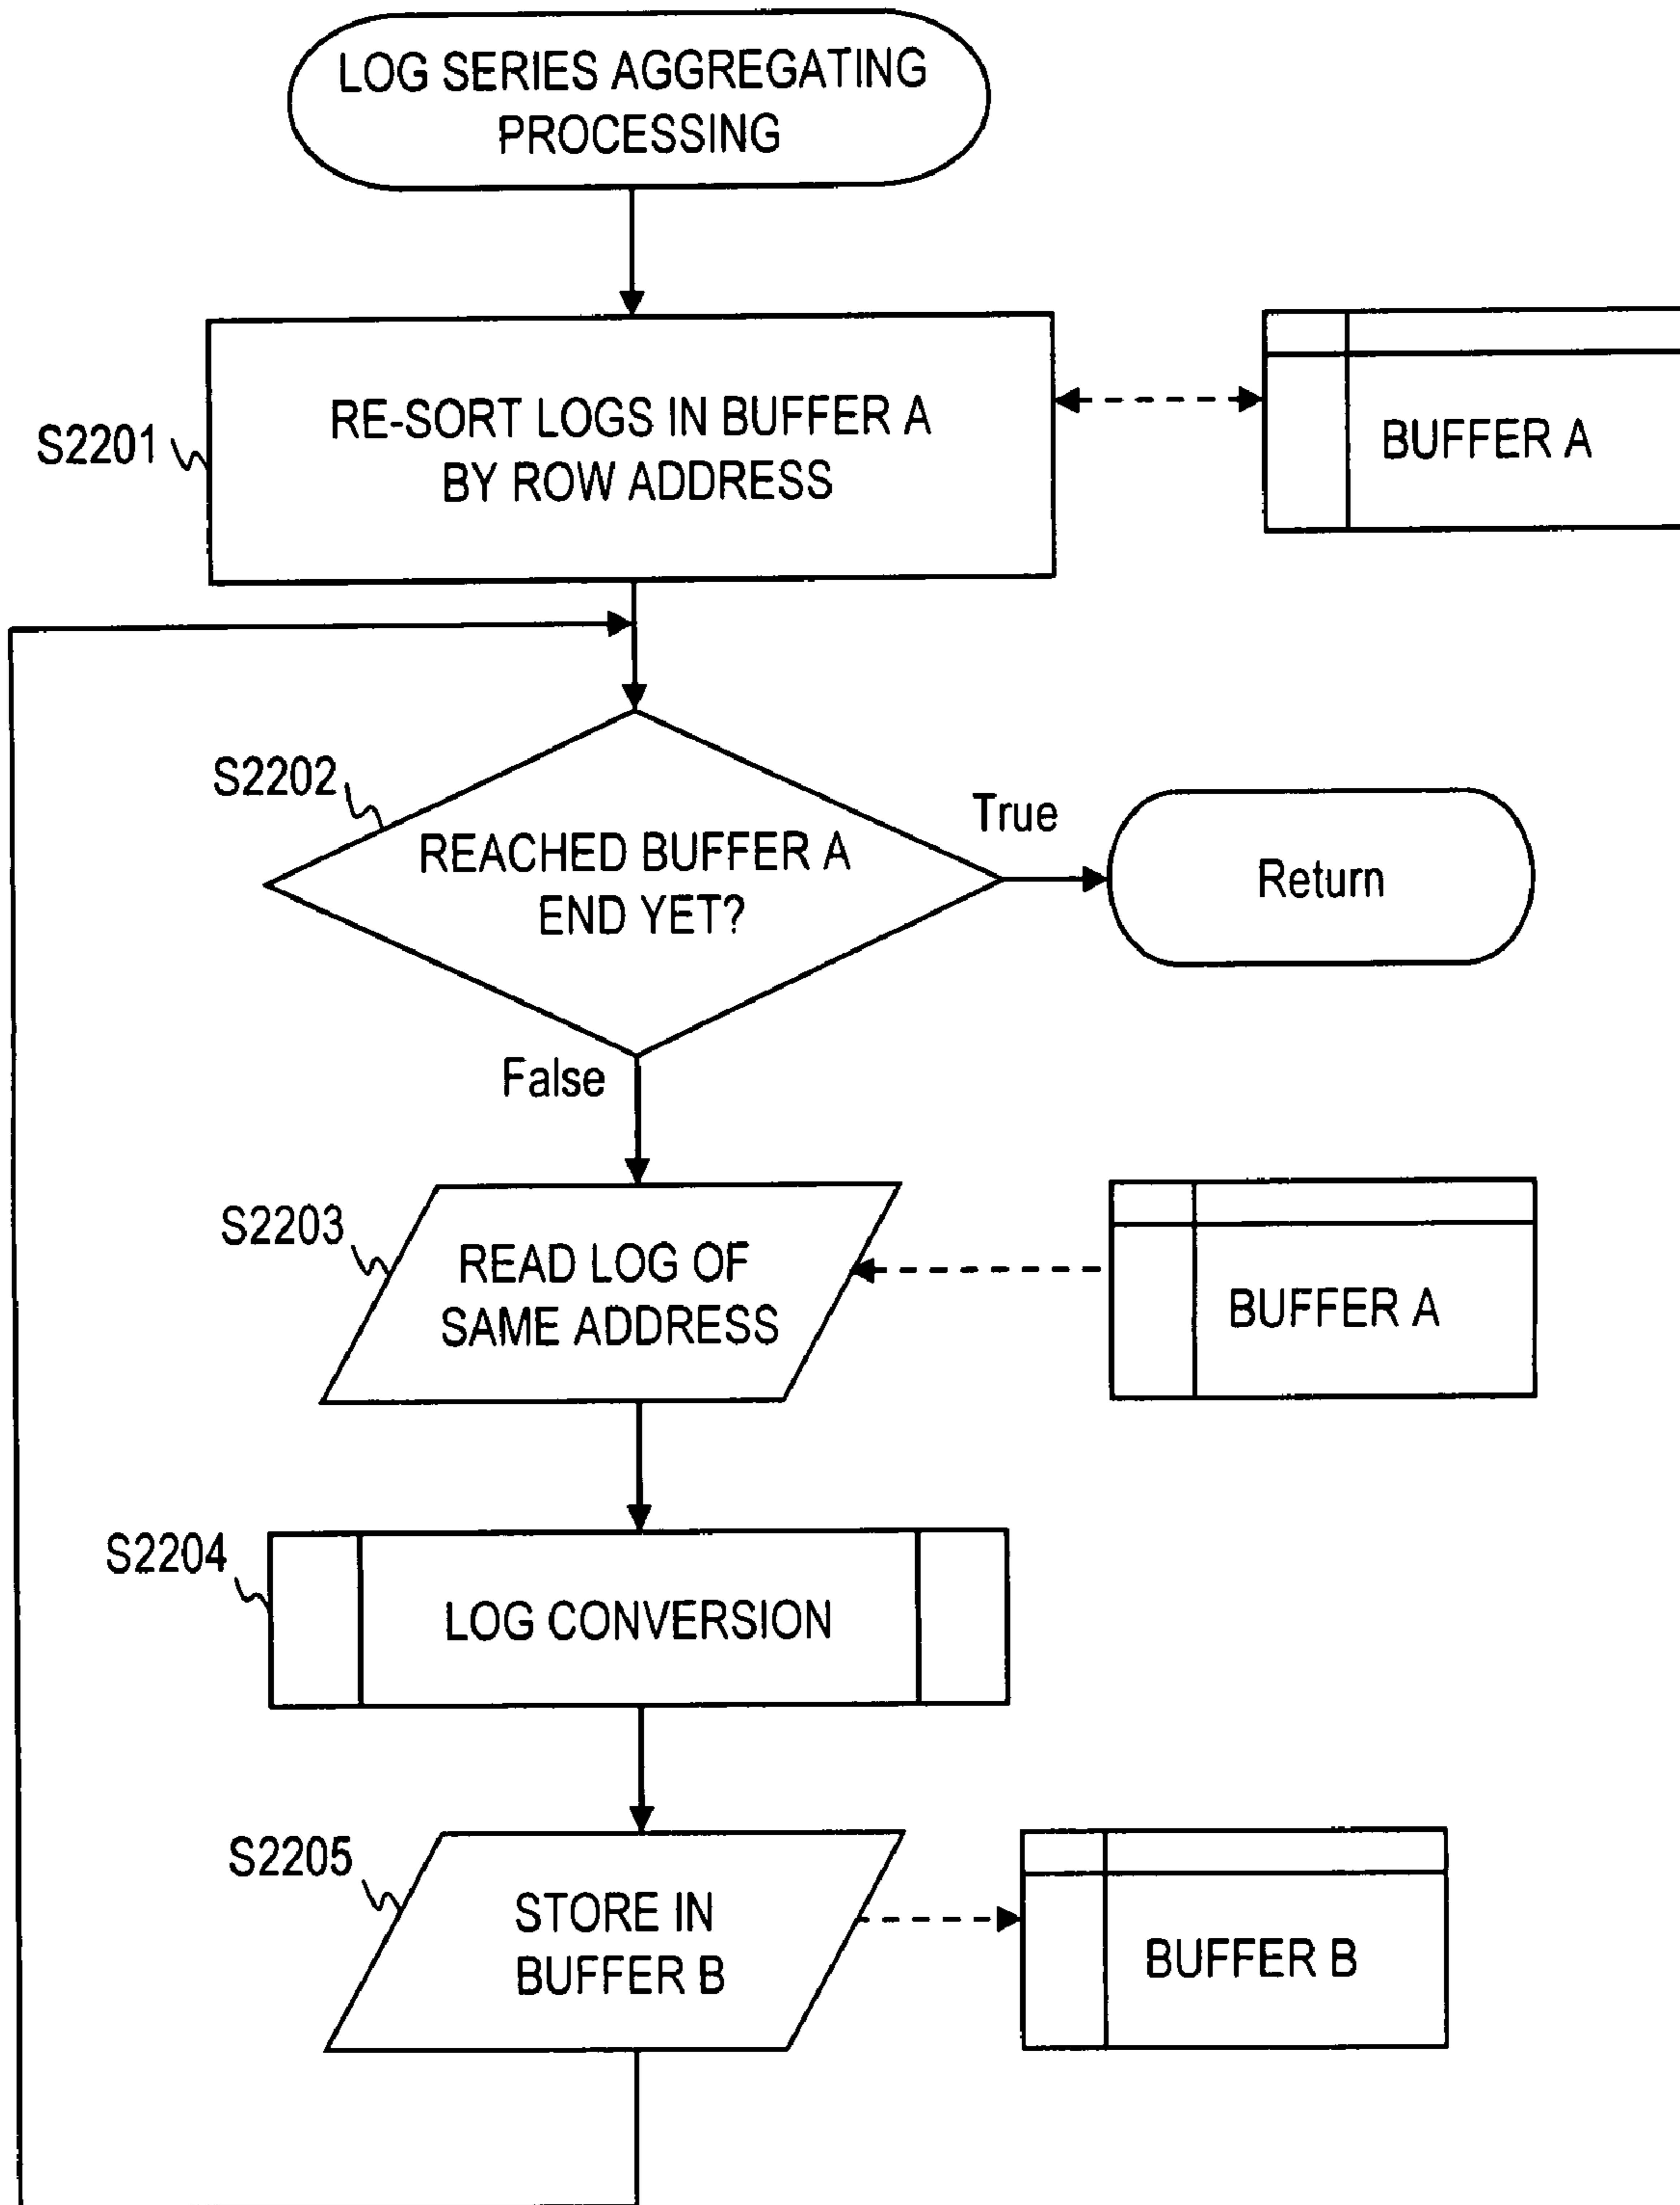 LOG SERIES AGGREGATING
PROCESSING
S2201
RE-SORT LOGS IN BUFFER A
BY ROW ADDRESS
BUFFER A
S2202
REACHED BUFFER A
END YET?
True
Return
False
S2203
READ LOG OF
SAME ADDRESS
BUFFER A
S2204
LOG CONVERSION
S2205
STORE IN
BUFFER B
BUFFER B